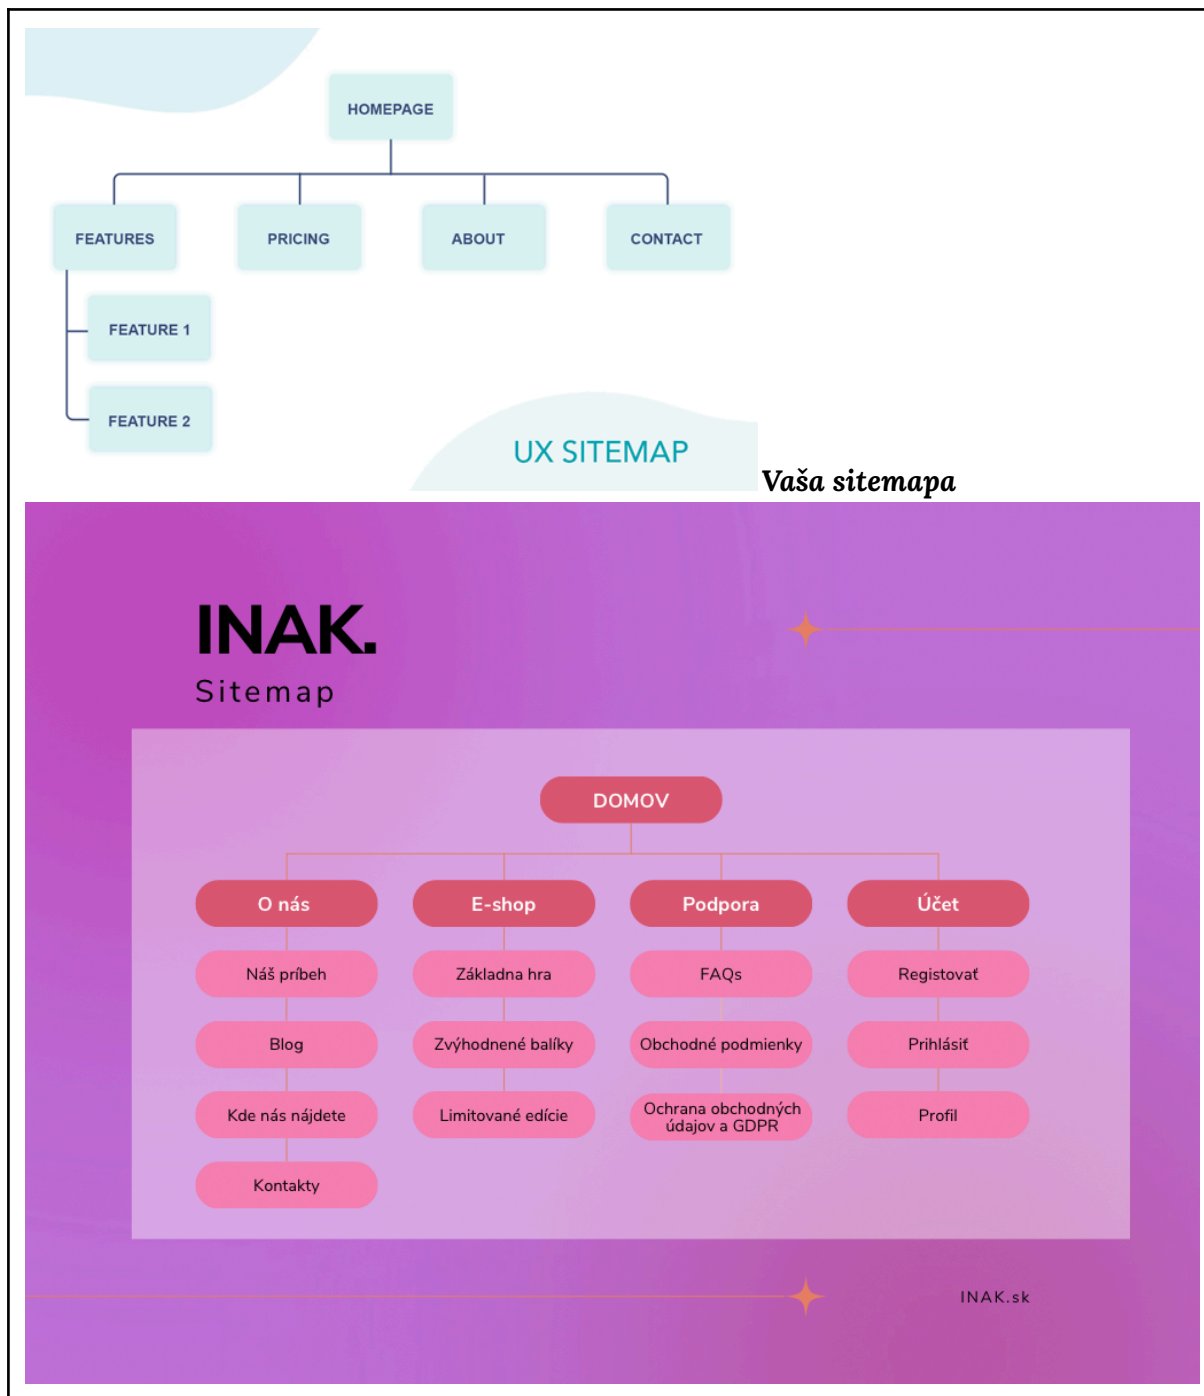 HOMEPAGE
FEATURES PRICING ABOUT CONTACT
FEATURE 1
FEATURE 2
UX SITEMAP
Vaša sitemapa
INAK.
Sitemap
DOMOV
O nás E-shop Podpora Účet
Náš príbeh Základna hra FAQs Registovať
Blog Zvýhodnené balíky Obchodné podmienky Prihlásiť
Kde nás nájdete Limitované edície Ochrana obchodných
údajov a GDPR Profil
Kontakty
INAK.sk